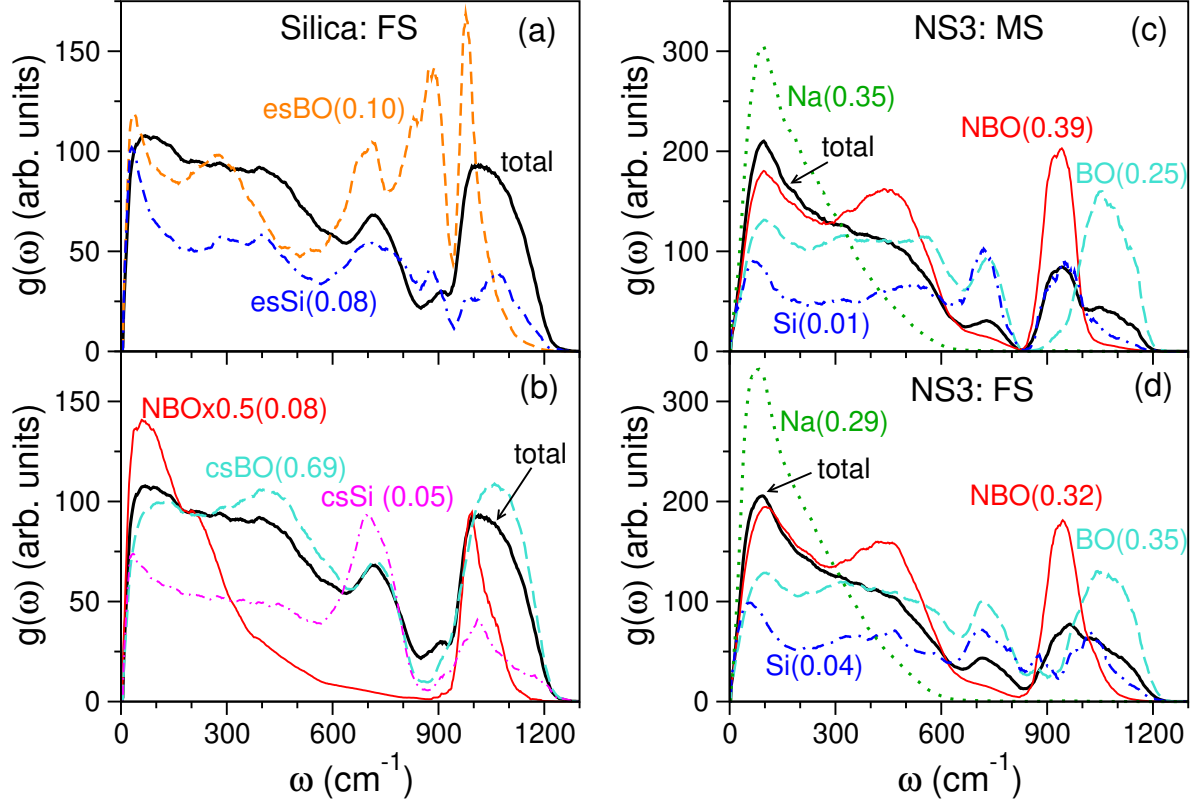 Silica: FS
(a)
g(ω) (arb. units)
150
100
50
0
esBO(0.10)
total
esSi(0.08)
(b)
g(ω) (arb. units)
150
100
50
0
NBOx0.5(0.08)
csBO(0.69)
csSi (0.05)
total
0
300
600
900
1200
ω (cm⁻¹)
NS3: MS
(c)
g(ω) (arb. units)
300
200
100
0
Na(0.35)
total
NBO(0.39)
BO(0.25)
Si(0.01)
NS3: FS
(d)
g(ω) (arb. units)
300
200
100
0
Na(0.29)
total
NBO(0.32)
BO(0.35)
Si(0.04)
0
300
600
900
1200
ω (cm⁻¹)